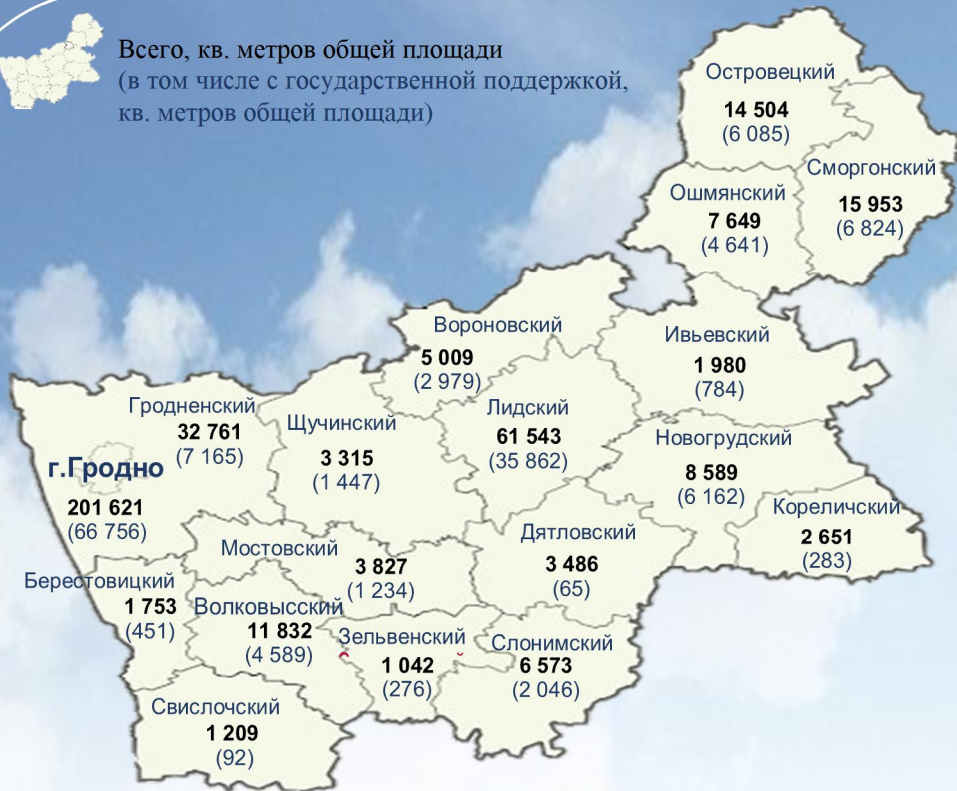 Всего, кв. метров общей площади
(в том числе с государственной поддержкой,
кв. метров общей площади)
Островецкий
14 504
(6 085)
Сморгонский
15 953
(6 824)
Ошмянский
7 649
(4 641)
Вороновский
5 009
(2 979)
Ивьевский
1 980
(784)
Гродненский
32 761
(7 165)
Щучинский
3 315
(1 447)
Лидский
61 543
(35 862)
Новогрудский
8 589
(6 162)
г.Гродно
201 621
(66 756)
Кореличский
2 651
(283)
Мостовский
3 827
(1 234)
Дятловский
3 486
(65)
Берестовицкий
1 753
(451)
Волковысский
11 832
(4 589)
Зельвенский
1 042
(276)
Слонимский
6 573
(2 046)
Свислочский
1 209
(92)